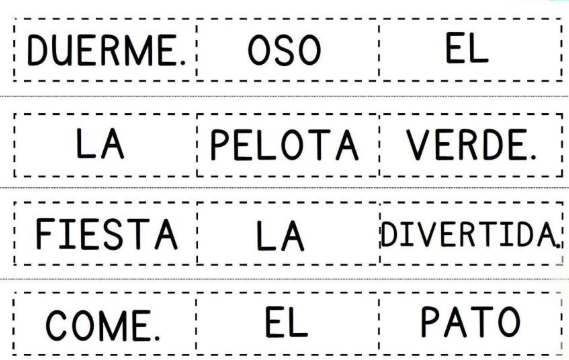 DUERME. OSO EL
LA PELOTA VERDE.
FIESTA LA DIVERTIDA.
COME. EL PATO